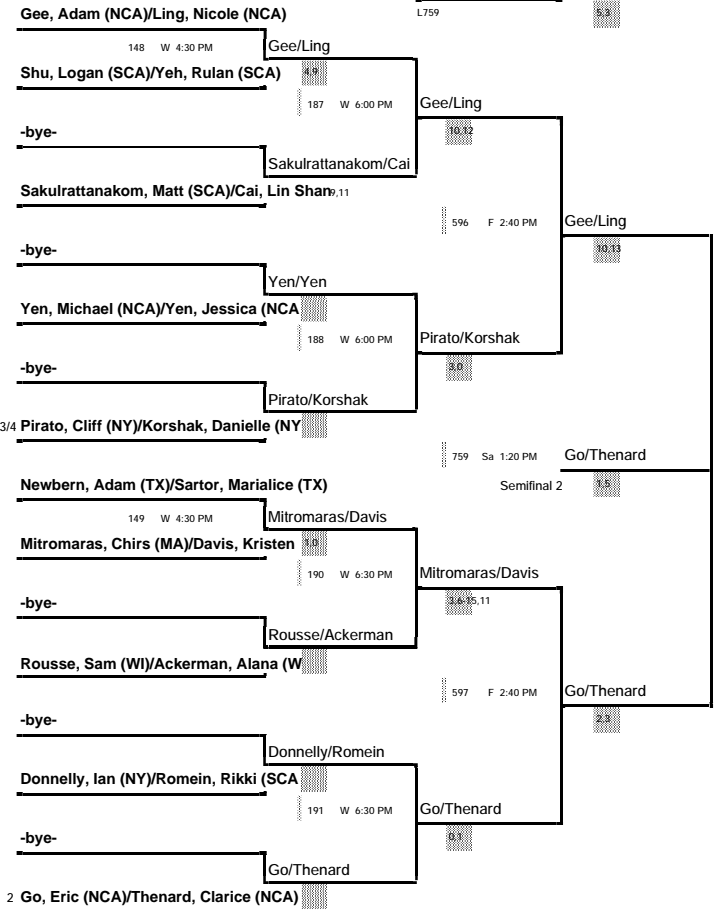 L759
5,3
Gee, Adam (NCA)/Ling, Nicole (NCA)
148 W 4:30 PM
Gee/Ling
Shu, Logan (SCA)/Yeh, Rulan (SCA)
4,9
187 W 6:00 PM
Gee/Ling
-bye-
10,12
Sakulrattanakom/Cai
Sakulrattanakom, Matt (SCA)/Cai, Lin Shan
9,11
596 F 2:40 PM
Gee/Ling
-bye-
10,13
Yen/Yen
Yen, Michael (NCA)/Yen, Jessica (NCA
188 W 6:00 PM
Pirato/Korshak
-bye-
3,0
Pirato/Korshak
3/4 Pirato, Cliff (NY)/Korshak, Danielle (NY
759 Sa 1:20 PM
Go/Thenard
Newbern, Adam (TX)/Sartor, Marialice (TX)
Semifinal 2
1,5
149 W 4:30 PM
Mitromaras/Davis
Mitromaras, Chirs (MA)/Davis, Kristen
1,0
190 W 6:30 PM
Mitromaras/Davis
-bye-
3,6-15,11
Rousse/Ackerman
Rousse, Sam (WI)/Ackerman, Alana (W
597 F 2:40 PM
Go/Thenard
-bye-
2,3
Donnelly/Romein
Donnelly, Ian (NY)/Romein, Rikki (SCA
191 W 6:30 PM
Go/Thenard
-bye-
0,1
Go/Thenard
2 Go, Eric (NCA)/Thenard, Clarice (NCA)